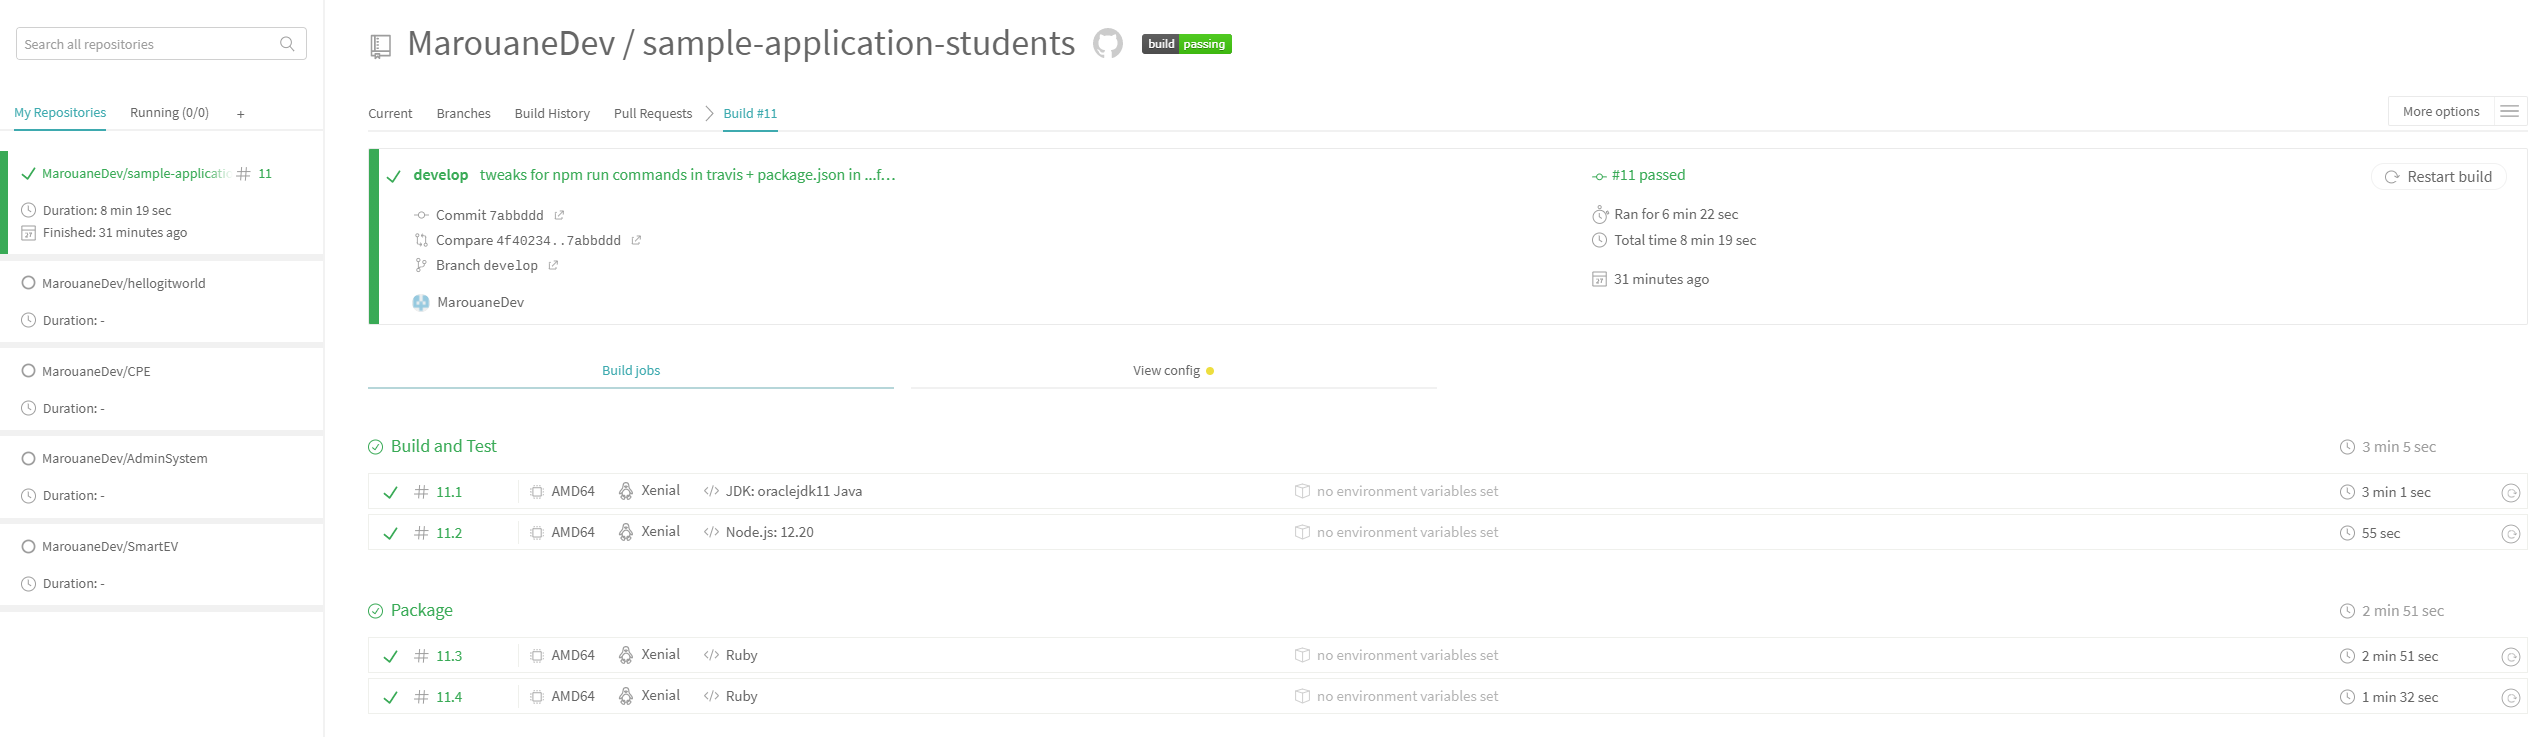 Search all repositories
My Repositories Running (0/0) +
MarouaneDev/sample-applicatio # 11
Duration: 8 min 19 sec
Finished: 31 minutes ago
MarouaneDev/hellogitworld
Duration: -
MarouaneDev/CPE
Duration: -
MarouaneDev/AdminSystem
Duration: -
MarouaneDev/SmartEV
Duration: -
MarouaneDev / sample-application-students build passing
Current Branches Build History Pull Requests Build #11 More options
develop tweaks for npm run commands in travis + package.json in ...f...
Commit 7abbddd
Compare 4f40234..7abbddd
Branch develop
MarouaneDev
#11 passed
Ran for 6 min 22 sec
Total time 8 min 19 sec
31 minutes ago
Restart build
Build jobs View config
Build and Test 3 min 5 sec
# 11.1 AMD64 Xenial </> JDK: oraclejdk11 Java no environment variables set 3 min 1 sec
# 11.2 AMD64 Xenial </> Node.js: 12.20 no environment variables set 55 sec
Package 2 min 51 sec
# 11.3 AMD64 Xenial </> Ruby no environment variables set 2 min 51 sec
# 11.4 AMD64 Xenial </> Ruby no environment variables set 1 min 32 sec